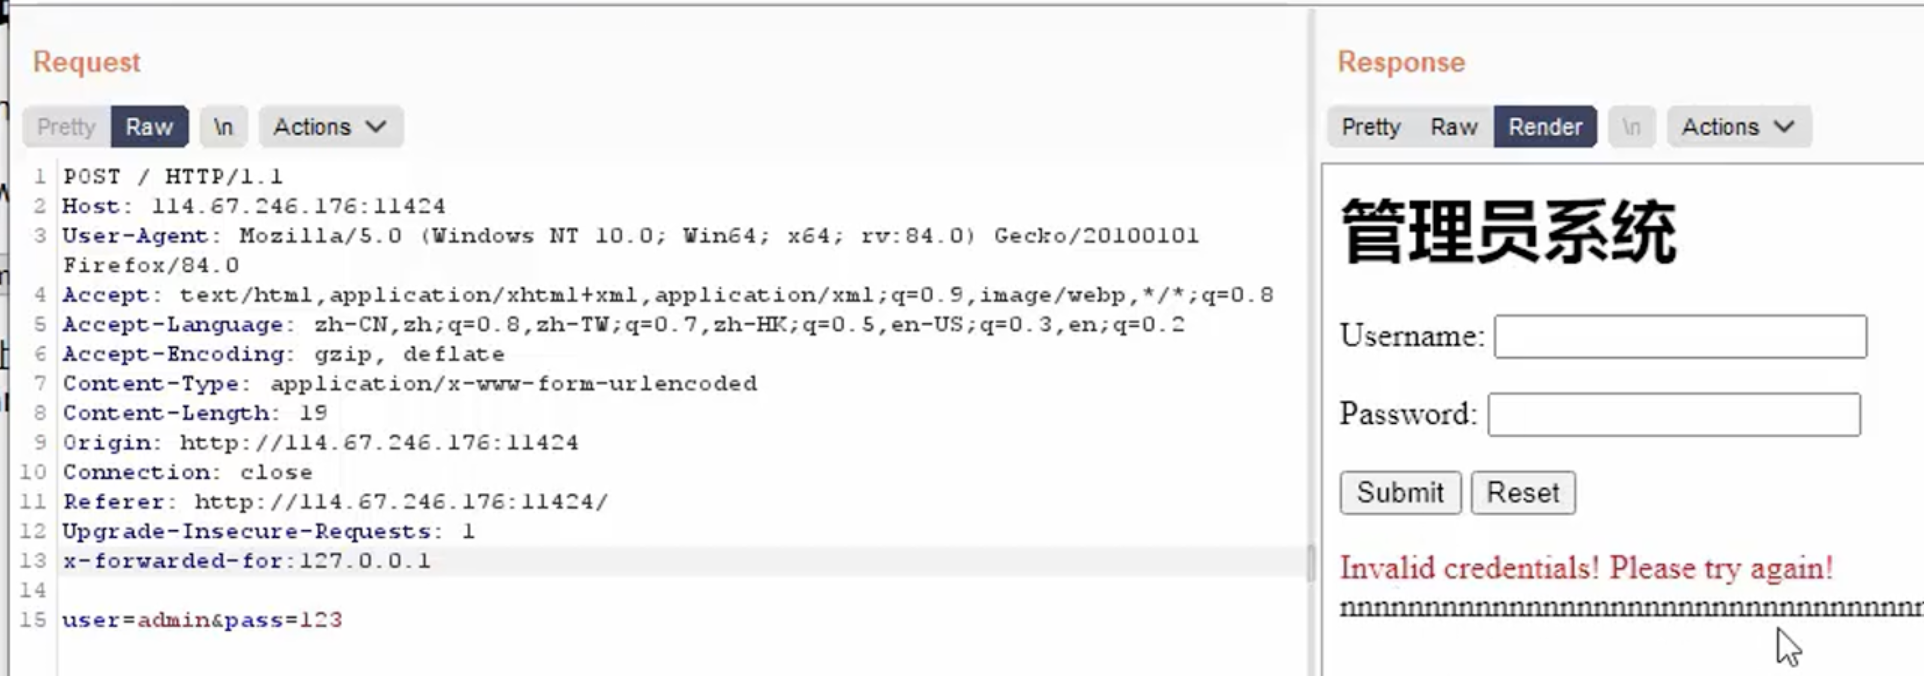 Request
Pretty Raw \n Actions
1 POST / HTTP/1.1
2 Host: 114.67.246.176:11424
3 User-Agent: Mozilla/5.0 (Windows NT 10.0; Win64; x64; rv:84.0) Gecko/20100101
Firefox/84.0
4 Accept: text/html,application/xhtml+xml,application/xml;q=0.9,image/webp,*/*;q=0.8
5 Accept-Language: zh-CN,zh;q=0.8,zh-TW;q=0.7,zh-HK;q=0.5,en-US;q=0.3,en;q=0.2
6 Accept-Encoding: gzip, deflate
7 Content-Type: application/x-www-form-urlencoded
8 Content-Length: 19
9 Origin: http://114.67.246.176:11424
10 Connection: close
11 Referer: http://114.67.246.176:11424/
12 Upgrade-Insecure-Requests: 1
13 x-forwarded-for:127.0.0.1
14
15 user=admin&pass=123
Response
Pretty Raw Render \n Actions
管理员系统
Username:
Password:
Submit Reset
Invalid credentials! Please try again!